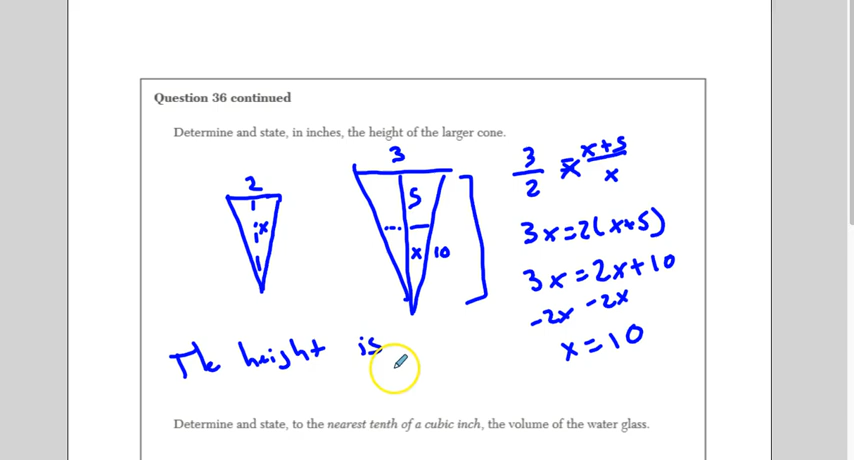 Question 36 continued
Determine and state, in inches, the height of the larger cone.
2
x
3
5
x 10
3/2 = (x+5)/x
3x=2(x+5)
3x=2x+10
-2x -2x
x=10
The height is
Determine and state, to the nearest tenth of a cubic inch, the volume of the water glass.